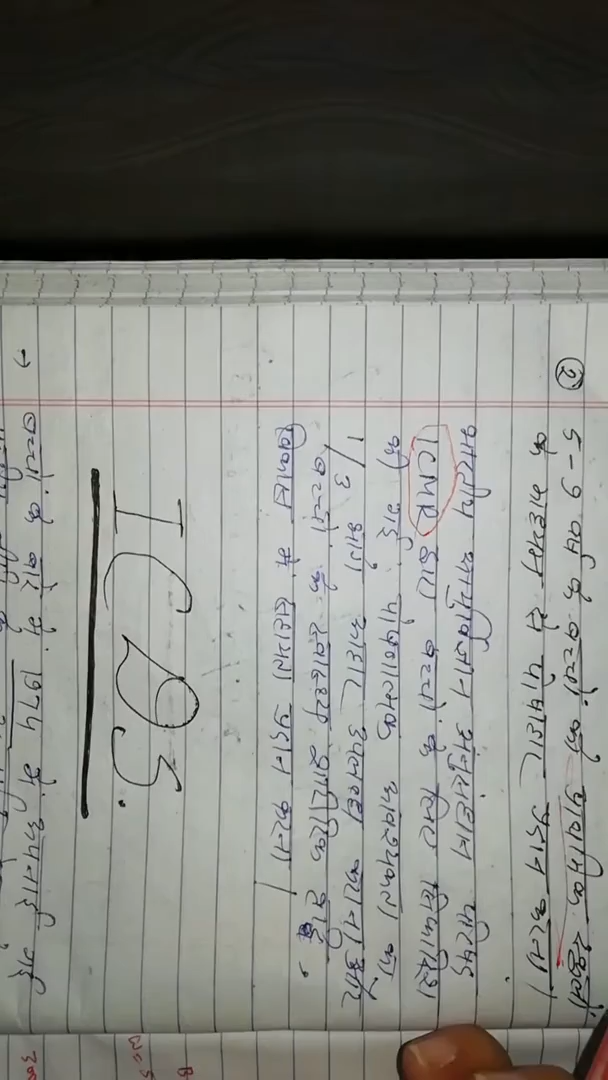 ② 5-9 वर्ष के बच्चों को प्राथमिक स्कूलों
के माध्यम से पोषाहार प्रदान करना।
भारतीय आयुर्विज्ञान अनुसंधान परिषद्
ICMR द्वारा बच्चों के लिए सिफारिश
की गई पोषणात्मक आवश्यकता का
1/3 भाग आहार उपलब्ध कराना और
बच्चों के स्वास्थ्य शारीरिक वृद्धि
विकास में सहायता प्रदान करना।
ICDS.
→ बच्चों के बारे में 1974 में अपनाई गई